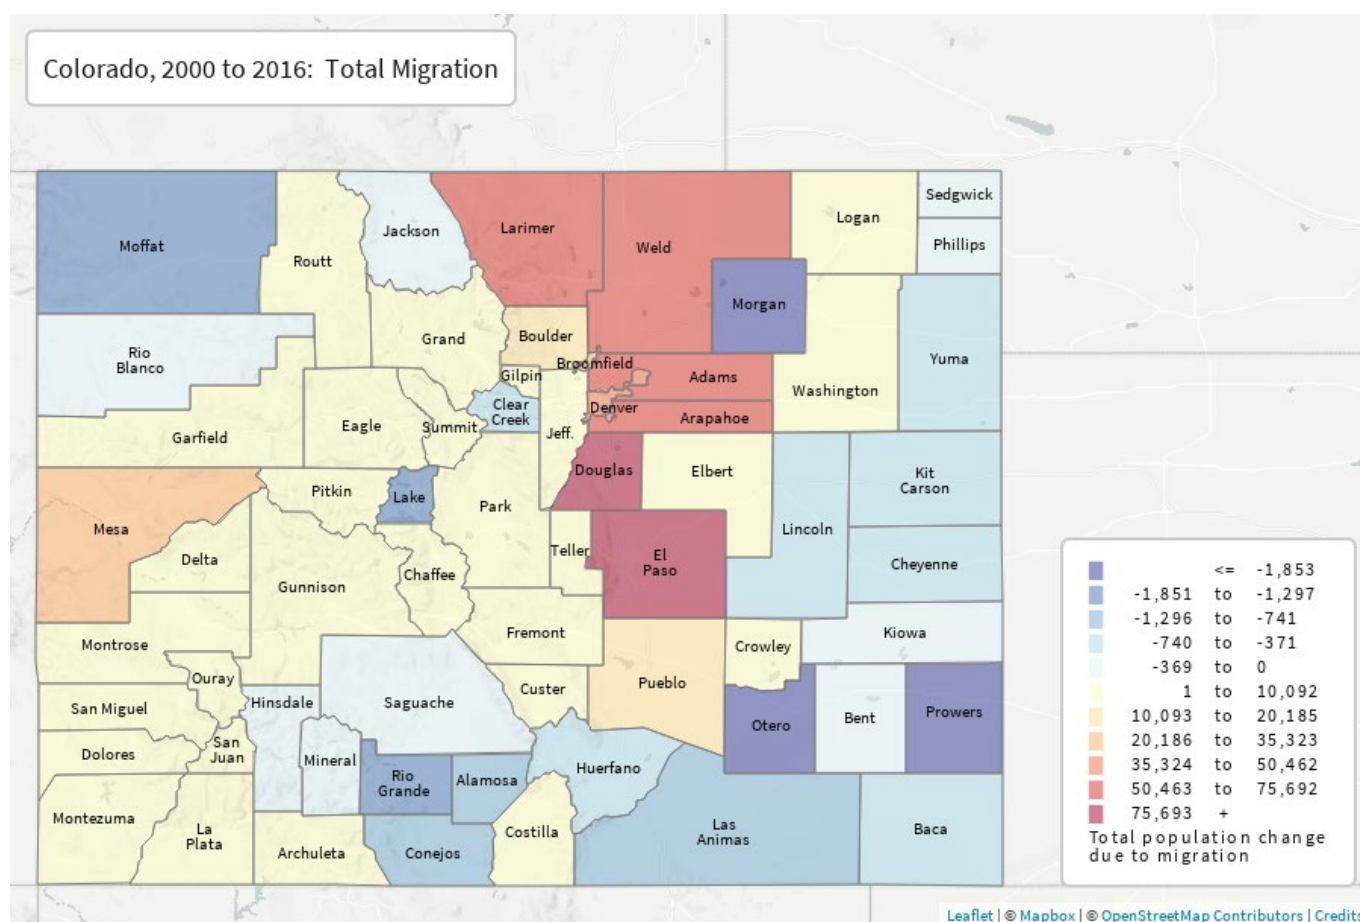 Colorado, 2000 to 2016: Total Migration
Sedgwick
Logan
Jackson
Larimer
Moffat
Weld
Phillips
Routt
Morgan
Grand
Boulder
Rio
Blanco
Yuma
Broomfield
Gilpin
Adams
Washington
Clear
Creek
Denver
Arapahoe
Eagle
Summit
Jeff.
Garfield
Douglas
Elbert
Kit
Carson
Pitkin
Lake
Park
Mesa
Lincoln
Teller
El
Paso
Delta
Chaffee
Cheyenne
Gunnison
Fremont
Kiowa
Montrose
Crowley
Ouray
Custer
Pueblo
Hinsdale
Saguache
San Miguel
Otero
Bent
Prowers
San
Juan
Dolores
Mineral
Rio
Grande
Alamosa
Huerfano
Montezuma
La
Plata
Costilla
Las
Animas
Baca
Archuleta
Conejos
<= -1,853
-1,851 to -1,297
-1,296 to -741
-740 to -371
-369 to 0
1 to 10,092
10,093 to 20,185
20,186 to 35,323
35,324 to 50,462
50,463 to 75,692
75,693 +
Total population change
due to migration
Leaflet | © Mapbox | © OpenStreetMap Contributors | Credits